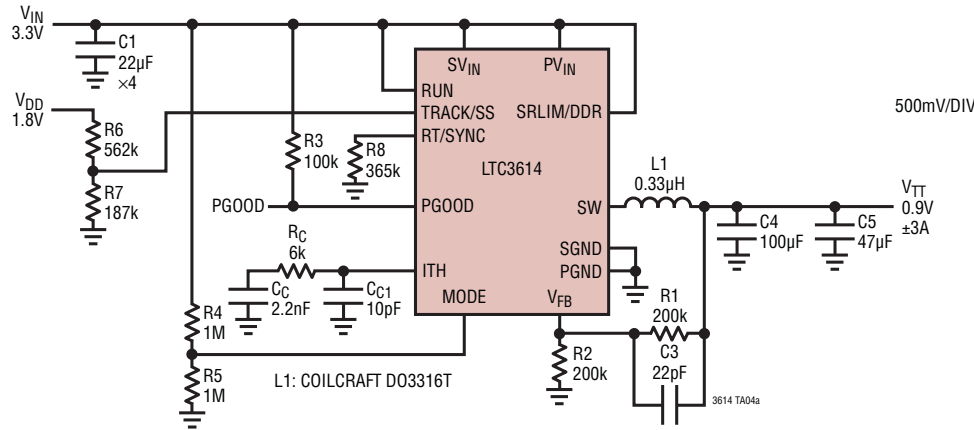 VIN
3.3V
C1
22µF
×4
VDD
1.8V
R6
562k
R7
187k
R3
100k
R8
365k
PGOOD
RC
6k
CC
2.2nF
CC1
10pF
R4
1M
R5
1M
SVIN
PVIN
RUN
TRACK/SS
SRLIM/DDR
RT/SYNC
LTC3614
PGOOD
SW
SGND
PGND
ITH
MODE
VFB
L1
0.33µH
500mV/DIV
VTT
0.9V
±3A
C4
100µF
C5
47µF
R1
200k
C3
22pF
R2
200k
L1: COILCRAFT DO3316T
3614 TA04a